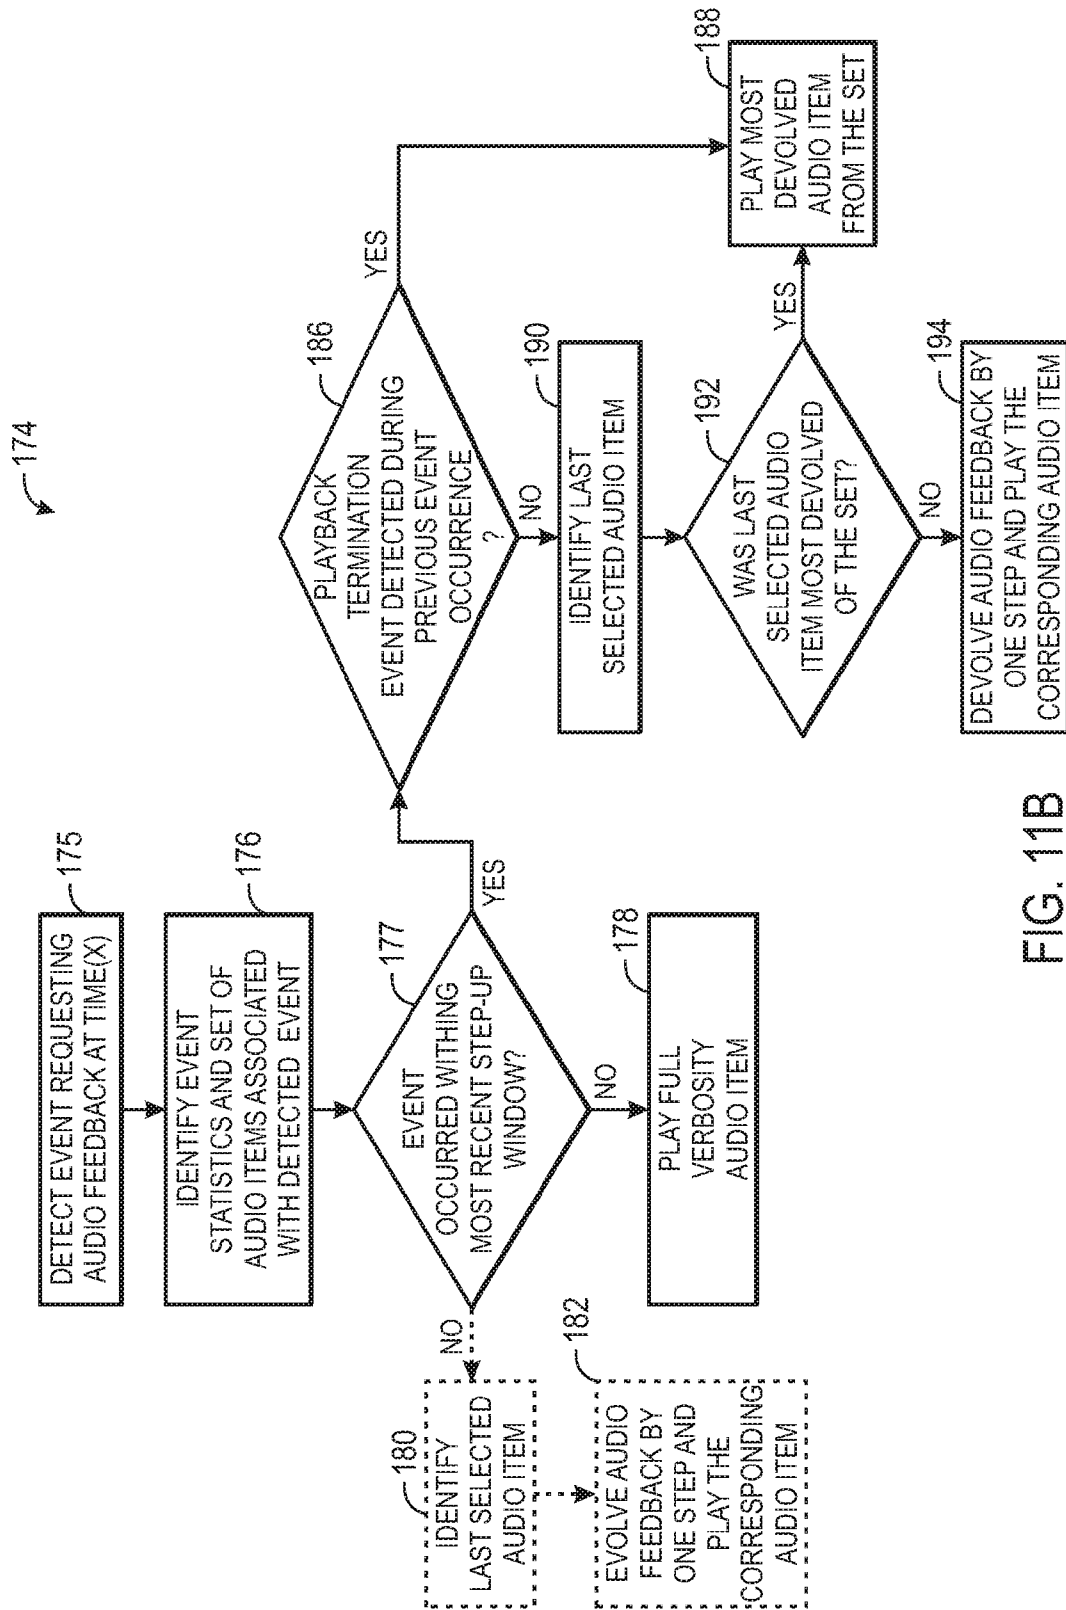 174
175
DETECT EVENT REQUESTING
AUDIO FEEDBACK AT TIME(X)
176
IDENTIFY EVENT
STATISTICS AND SET OF
AUDIO ITEMS ASSOCIATED
WITH DETECTED EVENT
177
EVENT
OCCURRED WITHING
MOST RECENT STEP-UP
WINDOW?
NO
YES
NO
178
PLAY FULL
VERBOSITY
AUDIO ITEM
180
IDENTIFY
LAST SELECTED
AUDIO ITEM
182
EVOLVE AUDIO
FEEDBACK BY
ONE STEP AND
PLAY THE
CORRESPONDING
AUDIO ITEM
186
PLAYBACK
TERMINATION
EVENT DETECTED DURING
PREVIOUS EVENT
OCCURRENCE
?
YES
NO
188
PLAY MOST
DEVOLVED
AUDIO ITEM
FROM THE SET
190
IDENTIFY LAST
SELECTED AUDIO ITEM
192
WAS LAST
SELECTED AUDIO
ITEM MOST DEVOLVED
OF THE SET?
YES
NO
194
DEVOLVE AUDIO FEEDBACK BY
ONE STEP AND PLAY THE
CORRESPONDING AUDIO ITEM
FIG. 11B